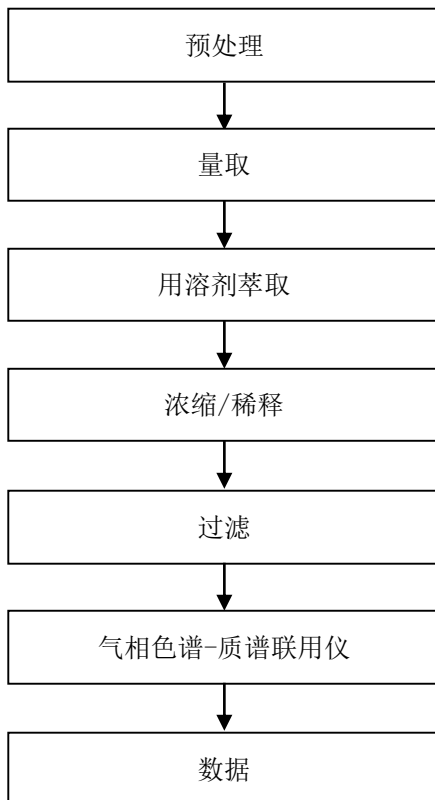 预处理
量取
用溶剂萃取
浓缩/稀释
过滤
气相色谱-质谱联用仪
数据